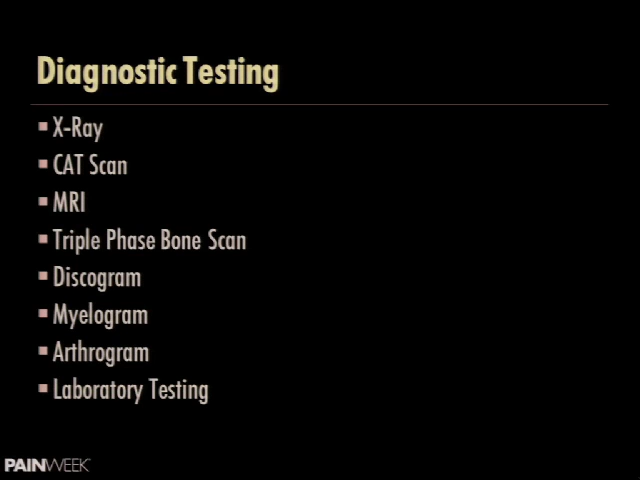 Diagnostic Testing
X-Ray
CAT Scan
MRI
Triple Phase Bone Scan
Discogram
Myelogram
Arthrogram
Laboratory Testing
PAINWEEK